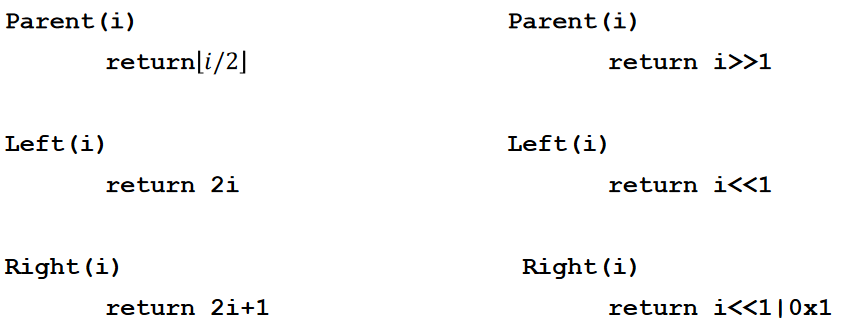 Parent(i)
return⌊i/2⌋
Left(i)
return 2i
Right(i)
return 2i+1
Parent(i)
return i>>1
Left(i)
return i<<1
Right(i)
return i<<1|0x1